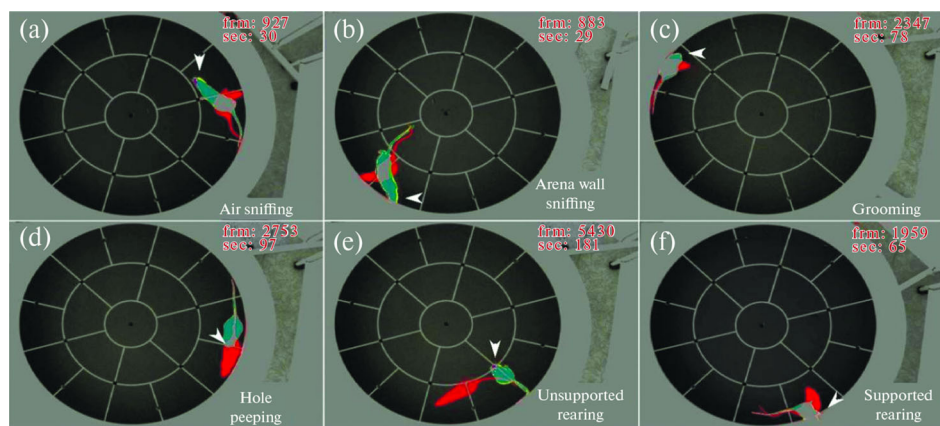 (a)
frm: 927
sec: 30
Air sniffing
(b)
frm: 883
sec: 29
Arena wall
sniffing
(c)
frm: 2347
sec: 78
Grooming
(d)
frm: 2753
sec: 97
Hole
peeping
(e)
frm: 5430
sec: 181
Unsupported
rearing
(f)
frm: 1959
sec: 65
Supported
rearing